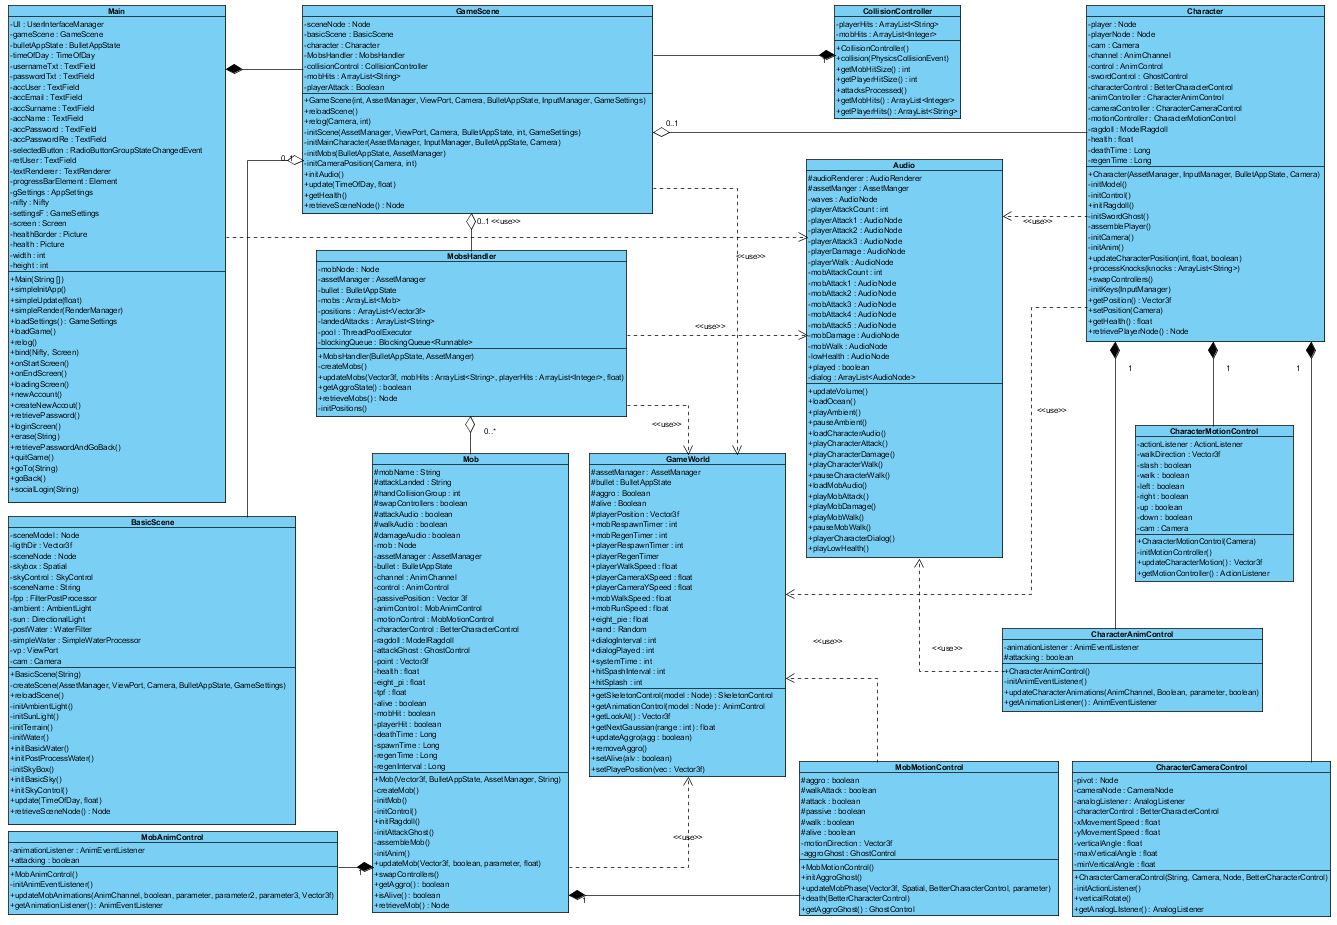 Main
-UI : UserInterfaceManager
-gameScene : GameScene
-bulletAppState : BulletAppState
-timeOfDay : TimeOfDay
-usernameTxt : TextField
-passwordTxt : TextField
-accUser : TextField
-accEmail : TextField
-accSurname : TextField
-accName : TextField
-accPassword : TextField
-accPasswordRe : TextField
-selectedButton : RadioButtonGroupStateChangedEvent
-retUser : TextField
-textRenderer : TextRenderer
-progressBarElement : Element
-gSettings : AppSettings
-nifty : Nifty
-settingsF : GameSettings
-screen : Screen
-healthBorder : Picture
-health : Picture
-width : int
-height : int
+Main(String [])
+simpleInitApp()
+simpleUpdate(float)
+simpleRender(RenderManager)
+loadSettings() : GameSettings
+loadGame()
+relog()
+bind(Nifty, Screen)
+onStartScreen()
+onEndScreen()
+loadingScreen()
+newAccount()
+createNewAccout()
+retrievePassword()
+loginScreen()
+erase(String)
+retrievePasswordAndGoBack()
+quitGame()
+goTo(String)
+goBack()
+socialLogin(String)
GameScene
-sceneNode : Node
-basicScene : BasicScene
-character : Character
-MobsHandler : MobsHandler
-collisionControl : CollisionController
-mobHits : ArrayList<String>
-playerAttack : Boolean
+GameScene(int, AssetManager, ViewPort, Camera, BulletAppState, InputManager, GameSettings)
+reloadScene()
+relog(Camera, int)
-initScene(AssetManager, ViewPort, Camera, BulletAppState, int, GameSettings)
-initMainCharacter(AssetManager, InputManager, BulletAppState, Camera)
-initMobs(BulletAppState, AssetManager)
-initCameraPosition(Camera, int)
+initAudio()
+update(TimeOfDay, float)
+getHealth()
+retrieveSceneNode() : Node
CollisionController
-playerHits : ArrayList<String>
-mobHits : ArrayList<Integer>
+CollisionController()
+collision(PhysicsCollisionEvent)
+getMobHitSize() : int
+getPlayerHitSize() : int
+attacksProcessed()
+getMobHits() : ArrayList<Integer>
+getPlayerHits() : ArrayList<String>
Character
-player : Node
-playerNode : Node
-cam : Camera
-channel : AnimChannel
-control : AnimControl
-swordControl : GhostControl
-characterControl : BetterCharacterControl
-animController : CharacterAnimControl
-cameraController : CharacterCameraControl
-motionController : CharacterMotionControl
-ragdoll : ModelRagdoll
-health : float
-deathTime : Long
-regenTime : Long
+Character(AssetManager, InputManager, BulletAppState, Camera)
-initModel()
-initControl()
+initRagdoll()
-initSwordGhost()
-assemblePlayer()
-initCamera()
-initAnim()
+updateCharacterPosition(int, float, boolean)
+processKnocks(knocks : ArrayList<String>)
+swapControllers()
-initKeys(InputManager)
+getPosition() : Vector3f
-setPosition(Camera)
+getHealth() : float
+retrievePlayerNode() : Node
0..1
0..1
0..1 <<use>>
<<use>>
<<use>>
<<use>>
<<use>>
<<use>>
<<use>>
<<use>>
<<use>>
0..*
1
1
1
1
1
1
MobsHandler
-mobNode : Node
-assetManager : AssetManager
-bullet : BulletAppState
-mobs : ArrayList<Mob>
-positions : ArrayList<Vector3f>
-landedAttacks : ArrayList<String>
-pool : ThreadPoolExecutor
-blockingQueue : BlockingQueue<Runnable>
+MobsHandler(BulletAppState, AssetManger)
-createMobs()
+updateMobs(Vector3f, mobHits : ArrayList<String>, playerHits : ArrayList<Integer>, float)
+getAggroState() : boolean
+retrieveMobs() : Node
-initPositions()
Audio
#audioRenderer : AudioRenderer
#assetManger : AssetManger
-waves : AudioNode
-playerAttackCount : int
-playerAttack1 : AudioNode
-playerAttack2 : AudioNode
-playerAttack3 : AudioNode
-playerDamage : AudioNode
-playerWalk : AudioNode
-mobAttackCount : int
-mobAttack1 : AudioNode
-mobAttack2 : AudioNode
-mobAttack3 : AudioNode
-mobAttack4 : AudioNode
-mobAttack5 : AudioNode
-mobDamage : AudioNode
-mobWalk : AudioNode
-lowHealth : AudioNode
+played : boolean
-dialog : ArrayList<AudioNode>
+updateVolume()
+loadOcean()
+playAmbient()
+pauseAmbient()
+loadCharacterAudio()
+playCharacterAttack()
+playCharacterDamage()
+playCharacterWalk()
+pauseCharacterWalk()
+loadMobAudio()
+playMobAttack()
+playMobDamage()
+playMobWalk()
+pauseMobWalk()
+playerCharacterDialog()
+playLowHealth()
CharacterMotionControl
-actionListener : ActionListener
-walkDirection : Vector3f
-slash : boolean
-walk : boolean
-left : boolean
-right : boolean
-up : boolean
-down : boolean
-cam : Camera
+CharacterMotionControl(Camera)
-initMotionController()
+updateCharacterMotion() : Vector3f
+getMotionController() : ActionListener
BasicScene
-sceneModel : Node
-ligthDir : Vector3f
-sceneNode : Node
-skybox : Spatial
-skyControl : SkyControl
-sceneName : String
-fpp : FilterPostProcessor
-ambient : AmbientLight
-sun : DirectionalLight
-postWater : WaterFilter
-simpleWater : SimpleWaterProcessor
-vp : ViewPort
-cam : Camera
+BasicScene(String)
-createScene(AssetManager, ViewPort, Camera, BulletAppState, GameSettings)
+reloadScene()
-initAmbientLight()
-initSunLight()
-initTerrain()
-initWater()
+initBasicWater()
+initPostProcessWater()
-initSkyBox()
+initBasicSky()
+initSkyControl()
+update(TimeOfDay, float)
+retrieveSceneNode() : Node
Mob
#mobName : String
#attackLanded : String
#handCollisionGroup : int
#swapControllers : boolean
#attackAudio : boolean
#walkAudio : boolean
#damageAudio : boolean
-mob : Node
-assetManager : AssetManager
-bullet : BulletAppState
-channel : AnimChannel
-control : AnimControl
-passivePosition : Vector 3f
-animControl : MobAnimControl
-motionControl : MobMotionControl
-characterControl : BetterCharacterControl
-ragdoll : ModelRagdoll
-attackGhost : GhostControl
-point : Vector3f
-health : float
-eight_pi : float
-tpf : float
-alive : boolean
-mobHit : boolean
-playerHit : boolean
-deathTime : Long
-spawnTime : Long
-regenTime : Long
-regenInterval : Long
+Mob(Vector3f, BulletAppState, AssetManager, String)
-createMob()
-initMob()
-initControl()
+initRagdoll()
-initAttackGhost()
-assembleMob()
-initAnim()
+updateMob(Vector3f, boolean, parameter, float)
+swapControllers()
+getAggro() : boolean
+isAlive() : boolean
+retrieveMob() : Node
GameWorld
#assetManager : AssetManager
#bullet : BulletAppState
#aggro : Boolean
#alive : Boolean
#playerPosition : Vector3f
+mobRespawnTimer : int
+mobRegenTimer : int
+playerRespawnTimer : int
+playerRegenTimer
+playerWalkSpeed : float
+playerCameraXSpeed : float
+playerCameraYSpeed : float
+mobWalkSpeed : float
+mobRunSpeed : float
+eight_pie : float
+rand : Random
+dialogInterval : int
+dialogPlayed : int
+systemTime : int
+hitSpashInterval : int
+hitSplash : int
+getSkeletonControl(model : Node) : SkeletonControl
+getAnimationControl(model : Node) : AnimControl
+getLookAt() : Vector3f
+getNextGaussian(range : int) : float
+updateAggro(agg : boolean)
+removeAggro()
+setAlive(alv : boolean)
+setPlayePosition(vec : Vector3f)
CharacterAnimControl
-animationListener : AnimEventListener
#attacking : boolean
+CharacterAnimControl()
-initAnimEventListener()
+updateCharacterAnimations(AnimChannel, Boolean, parameter, boolean)
+getAnimationListener() : AnimEventListener
MobAnimControl
-animationListener : AnimEventListener
+attacking : boolean
+MobAnimControl()
-initAnimEventListener()
+updateMobAnimations(AnimChannel, boolean, parameter, parameter2, parameter3, Vector3f)
+getAnimationListener() : AnimEventListener
MobMotionControl
#aggro : boolean
#walkAttack : boolean
#attack : boolean
#passive : boolean
#walk : boolean
#alive : boolean
-motionDirection : Vector3f
-aggroGhost : GhostControl
+MobMotionControl()
+initAggroGhost()
+updateMobPhase(Vector3f, Spatial, BetterCharacterControl, parameter)
+death(BetterCharacterControl)
+getAggroGhost() : GhostControl
CharacterCameraControl
-pivot : Node
-cameraNode : CameraNode
-analogListener : AnalogListener
-characterControl : BetterCharacterControl
-xMovementSpeed : float
-yMovementSpeed : float
-verticalAngle : float
-maxVerticalAngle : float
-minVerticalAngle : float
+CharacterCameraControl(String, Camera, Node, BetterCharacterControl)
-initActionListener()
+verticalRotate()
+getAnalogLIstener() : AnalogListener